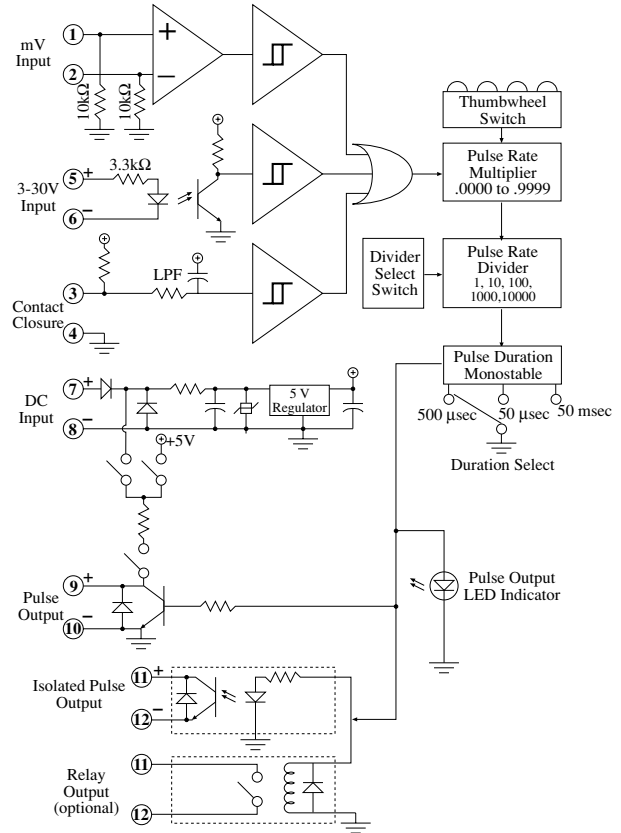 1
mV
Input
2
10kΩ
10kΩ
+
−
Thumbwheel
Switch
Pulse Rate
Multiplier
.0000 to .9999
5 +
3.3kΩ
3-30V
Input
6 −
Divider
Select
Switch
Pulse Rate
Divider
1, 10, 100,
1000,10000
+
+
+
LPF
3
Contact
Closure
4
Pulse Duration
Monostable
500 μsec
50 μsec
50 msec
Duration Select
7 +
DC
Input
8 −
5 V
Regulator
+
+ +5V
9 +
Pulse
Output
10 −
Pulse Output
LED Indicator
11 +
Isolated Pulse
Output
12 −
11
Relay
Output
(optional)
12